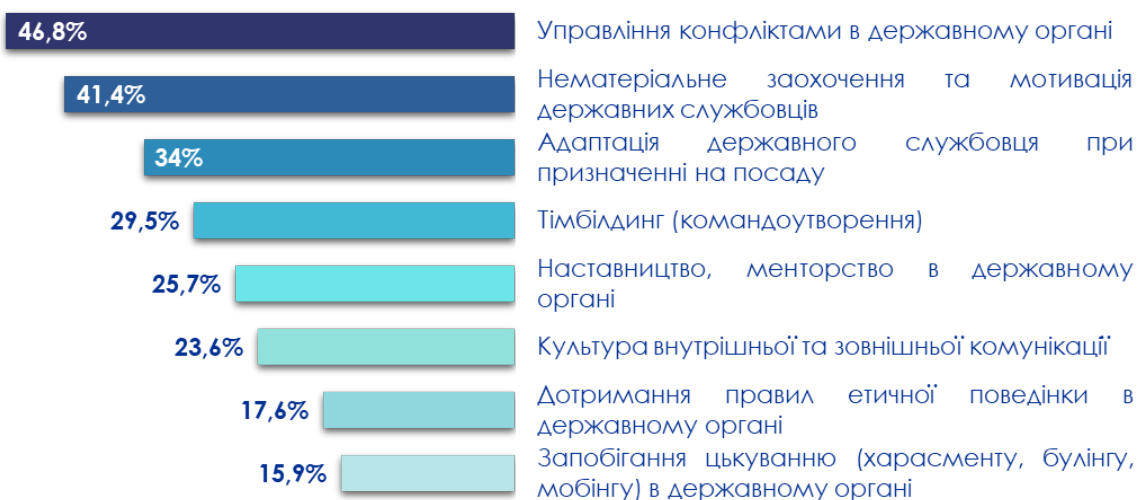 46,8%
Управління конфліктами в державному органі
41,4%
Нематеріальне заохочення та мотивація
державних службовців
34%
Адаптація державного службовця при
призначенні на посаду
29,5%
Тімбілдинг (командоутворення)
25,7%
Наставництво, менторство в державному
органі
23,6%
Культура внутрішньої та зовнішньої комунікації
17,6%
Дотримання правил етичної поведінки в
державному органі
15,9%
Запобігання цькуванню (харасменту, булінгу,
мобінгу) в державному органі